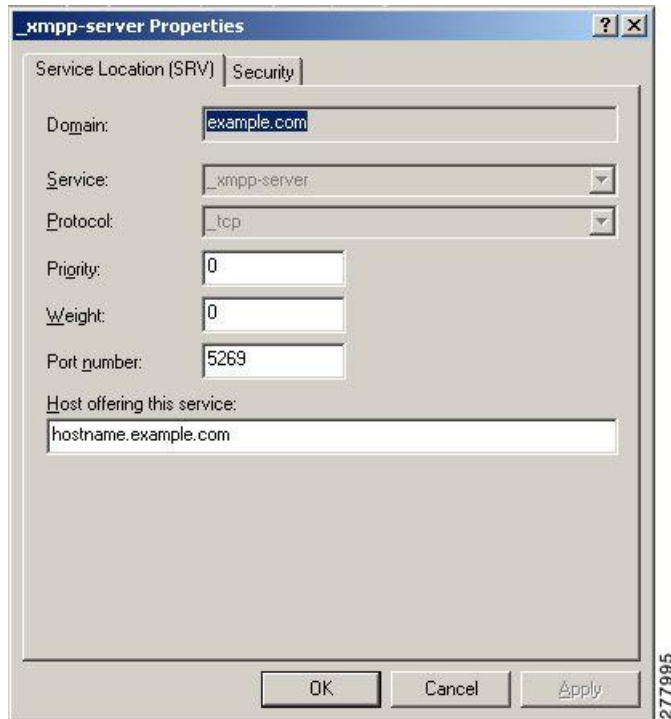 _xmpp-server Properties
Service Location (SRV)
Security
Domain: example.com
Service: _xmpp-server
Protocol: _tcp
Priority: 0
Weight: 0
Port number: 5269
Host offering this service:
hostname.example.com
OK
Cancel
Apply
277995